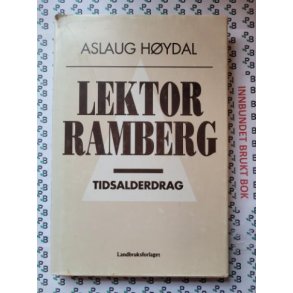 ASLAUG HØYDAL
LEKTOR
RAMBERG
TIDSALDERDRAG
Landbruksforlaget
INNBUNDET BRUKT BOK